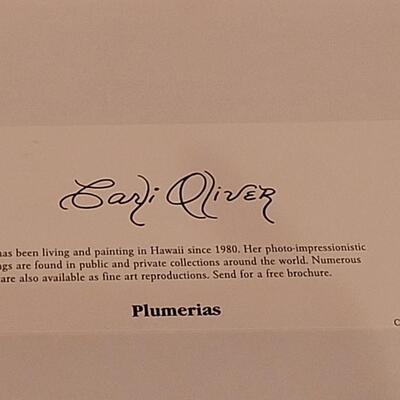 Carli Oliver
has been living and painting in Hawaii since 1980. Her photo-impressionistic
ngs are found in public and private collections around the world. Numerous
are also available as fine art reproductions. Send for a free brochure.
Plumerias
C